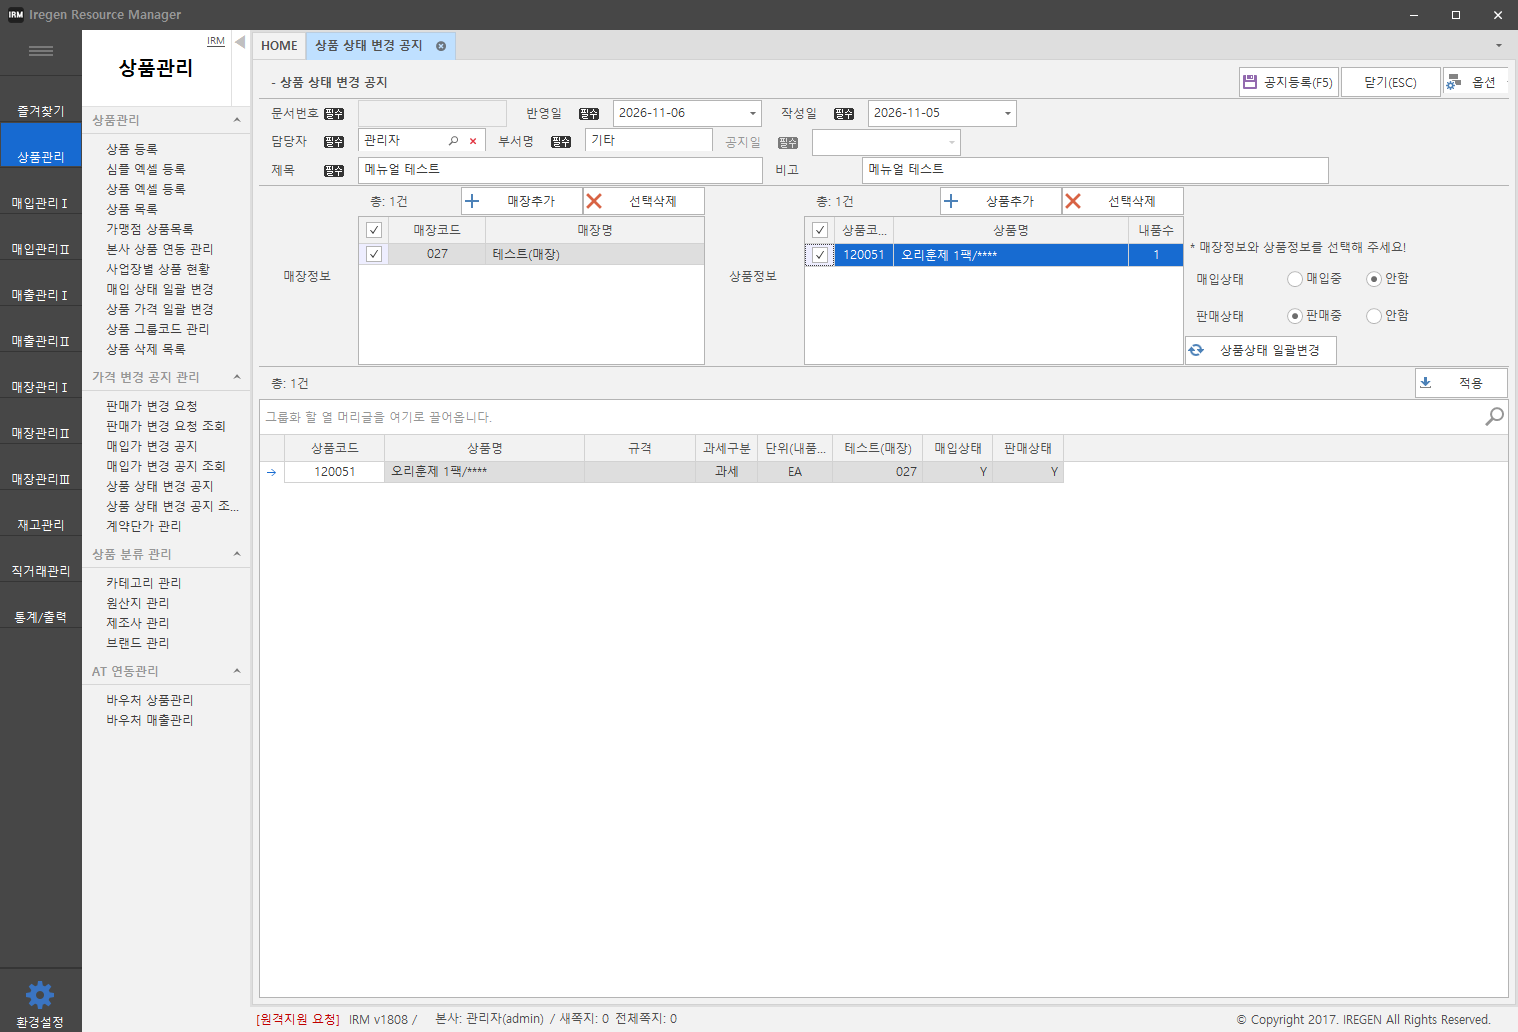 IRM Iregen Resource Manager
즐겨찾기
상품관리
매입관리 I
매입관리 II
매출관리 I
매출관리 II
매장관리 I
매장관리 II
매장관리 III
재고관리
직거래관리
통계/출력
환경설정
IRM
상품관리
상품관리
상품 등록
심플 엑셀 등록
상품 엑셀 등록
상품 목록
가맹점 상품목록
본사 상품 연동 관리
사업장별 상품 현황
매입 상태 일괄 변경
상품 가격 일괄 변경
상품 그룹코드 관리
상품 삭제 목록
가격 변경 공지 관리
판매가 변경 요청
판매가 변경 요청 조회
매입가 변경 공지
매입가 변경 공지 조회
상품 상태 변경 공지
상품 상태 변경 공지 조...
계약단가 관리
상품 분류 관리
카테고리 관리
원산지 관리
제조사 관리
브랜드 관리
AT 연동관리
바우처 상품관리
바우처 매출관리
HOME 상품 상태 변경 공지
- 상품 상태 변경 공지 공지등록(F5) 닫기(ESC) 옵션
문서번호 필수 반영일 필수 2026-11-06 작성일 필수 2026-11-05
담당자 필수 관리자 부서명 필수 기타 공지일 필수
제목 필수 메뉴얼 테스트 비고 메뉴얼 테스트
총: 1건 매장추가 선택삭제 총: 1건 상품추가 선택삭제
매장코드 매장명 상품코... 상품명 내품수
027 테스트(매장) 120051 오리훈제 1팩/**** 1
* 매장정보와 상품정보를 선택해 주세요!
매장정보 상품정보 매입상태 매입중 안함
판매상태 판매중 안함
상품상태 일괄변경
총: 1건 적용
그룹화 할 열 머리글을 여기로 끌어옵니다.
상품코드 상품명 규격 과세구분 단위(내품... 테스트(매장) 매입상태 판매상태
120051 오리훈제 1팩/**** 과세 EA 027 Y Y
[원격지원 요청] IRM v1808 / 본사: 관리자(admin) / 새쪽지: 0 전체쪽지: 0 © Copyright 2017. IREGEN All Rights Reserved.